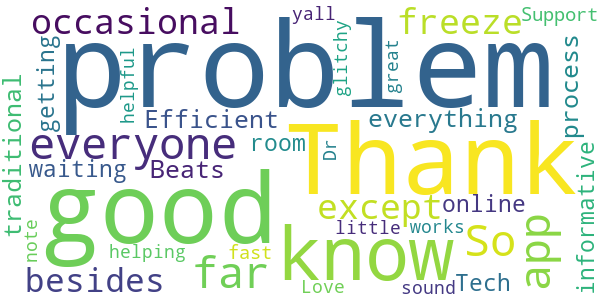 occasional
yall
freeze
Support
problem
getting
helpful
glitchy
great
process
traditional
Efficient
everything
everyone
room
Dr
Thank
waiting
Beats
informative
good
except
online
know
little
works
So
app
note
helping
far
fast
besides
Love
sound
Tech